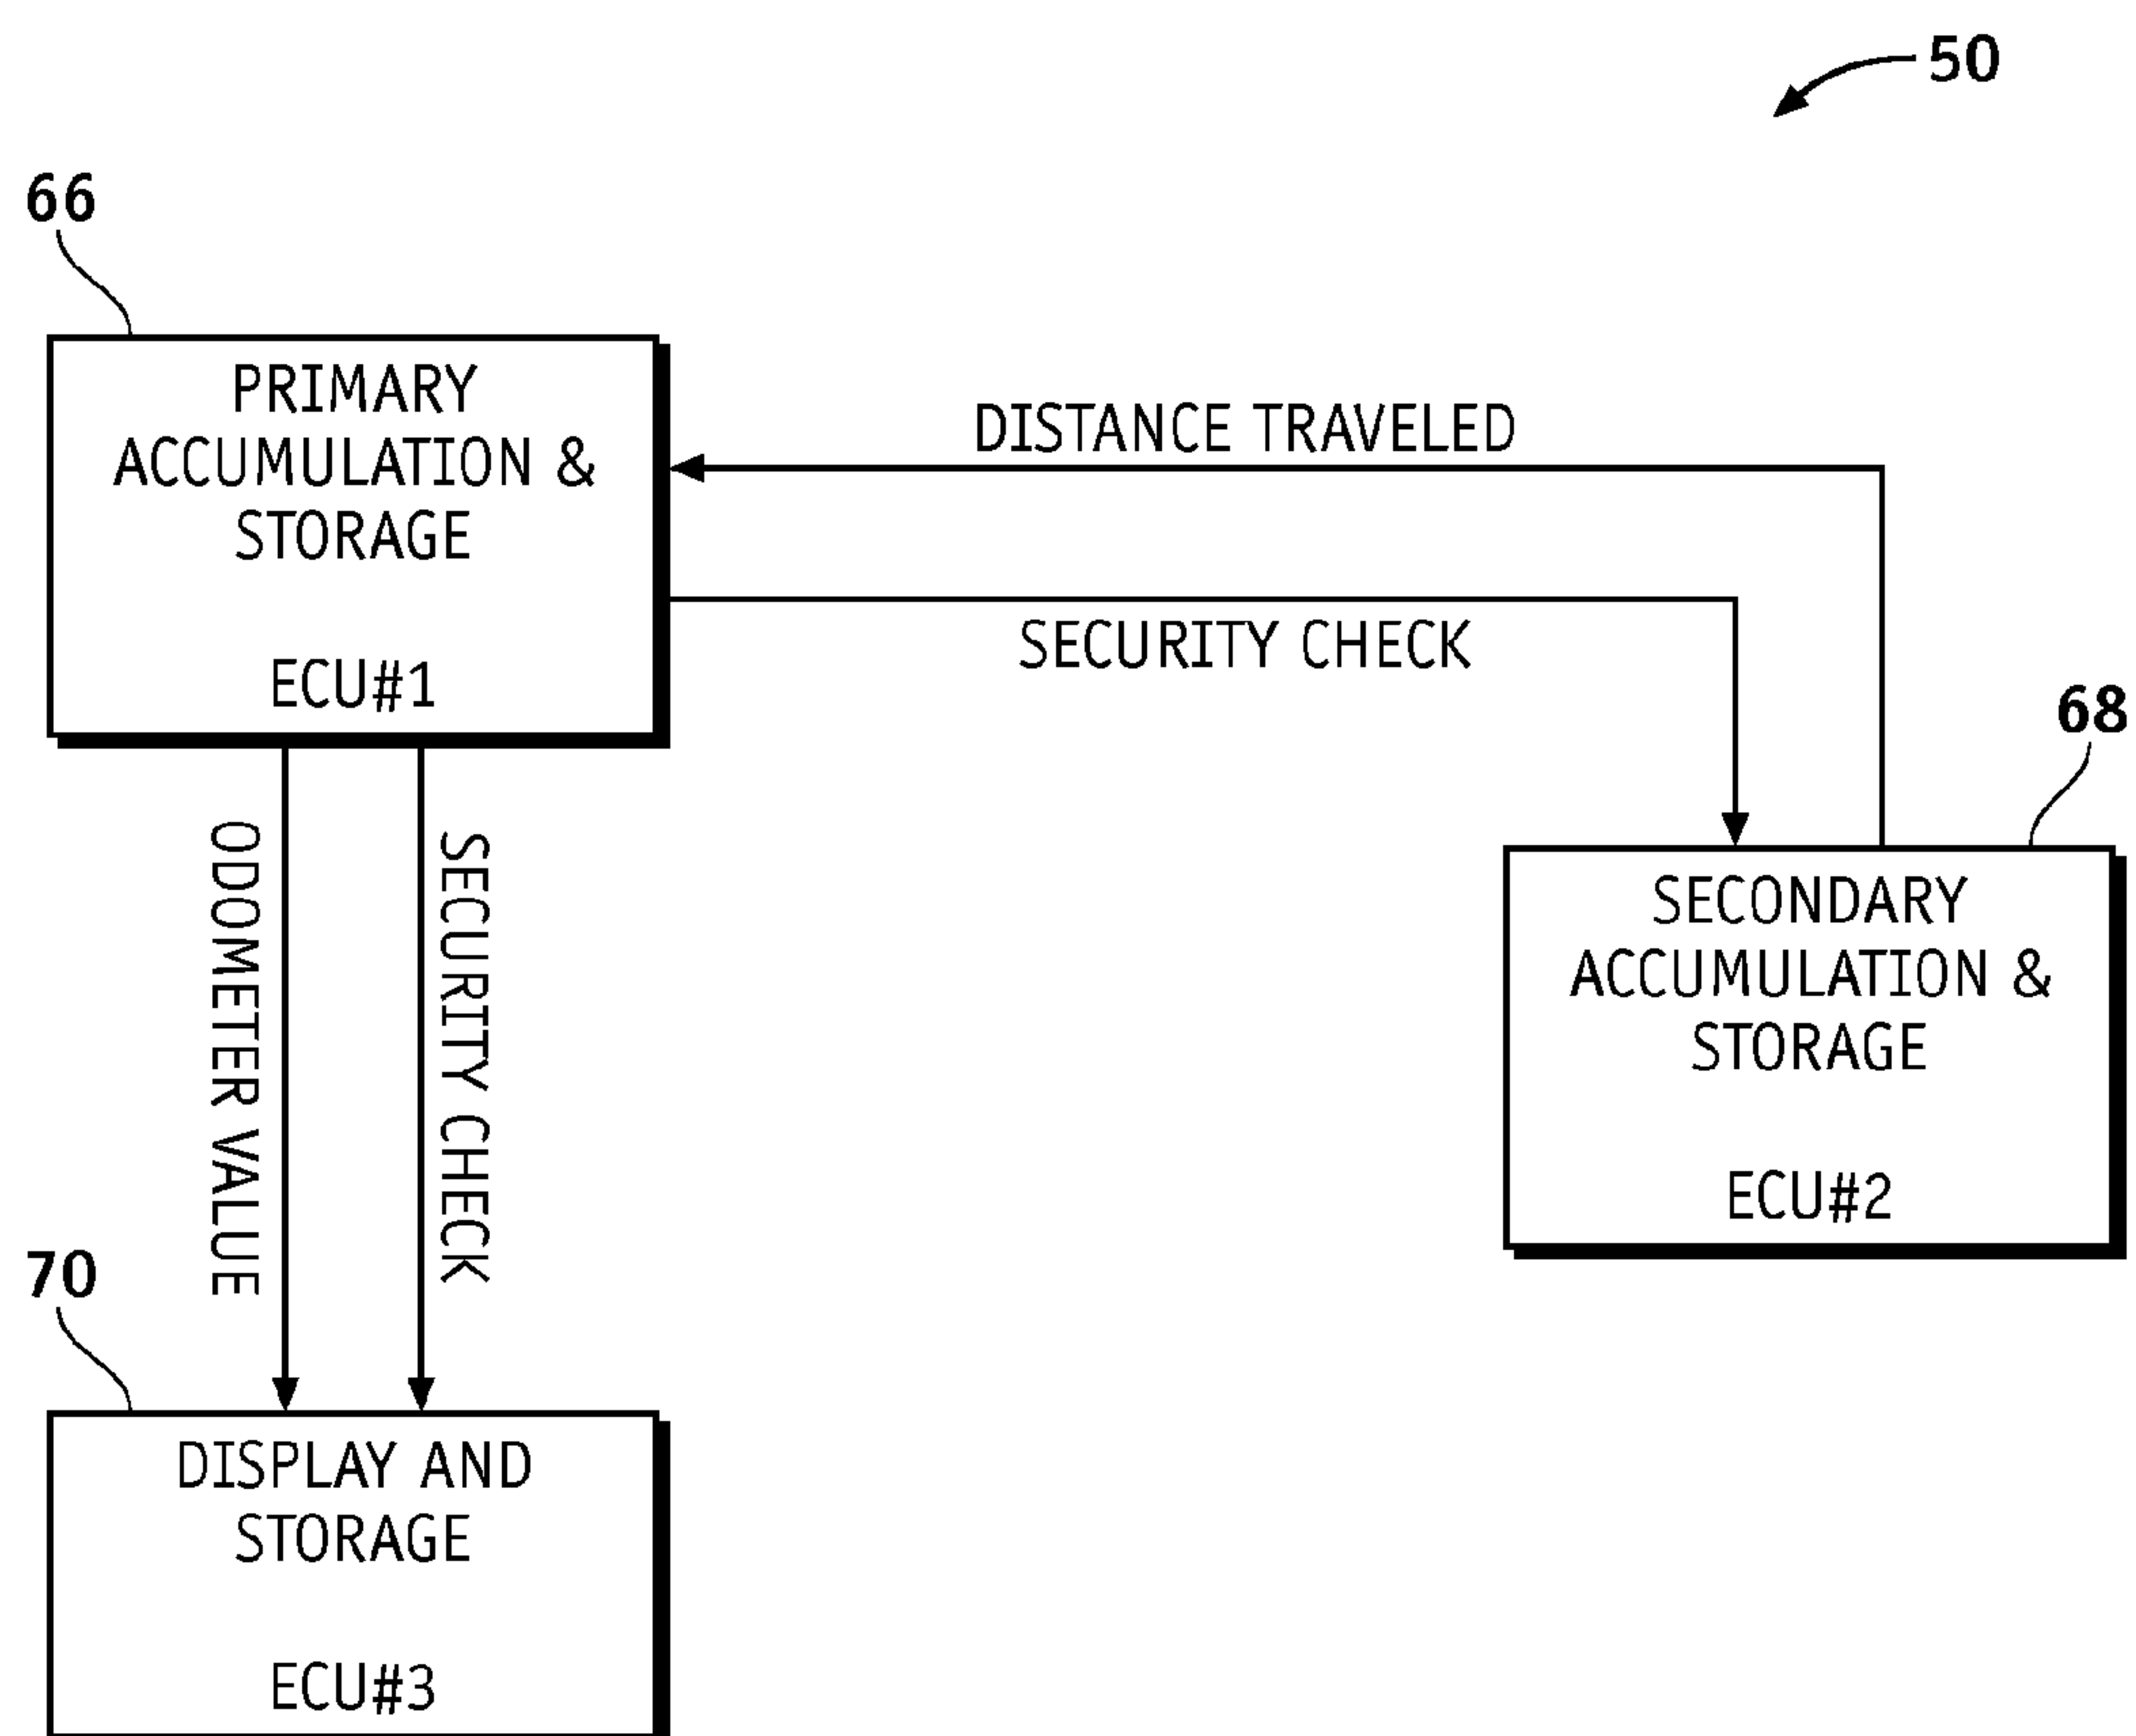 50
66
PRIMARY
ACCUMULATION &
STORAGE
ECU#1
DISTANCE TRAVELED
SECURITY CHECK
68
SECONDARY
ACCUMULATION &
STORAGE
ECU#2
ODOMETER VALUE
SECURITY CHECK
70
DISPLAY AND
STORAGE
ECU#3